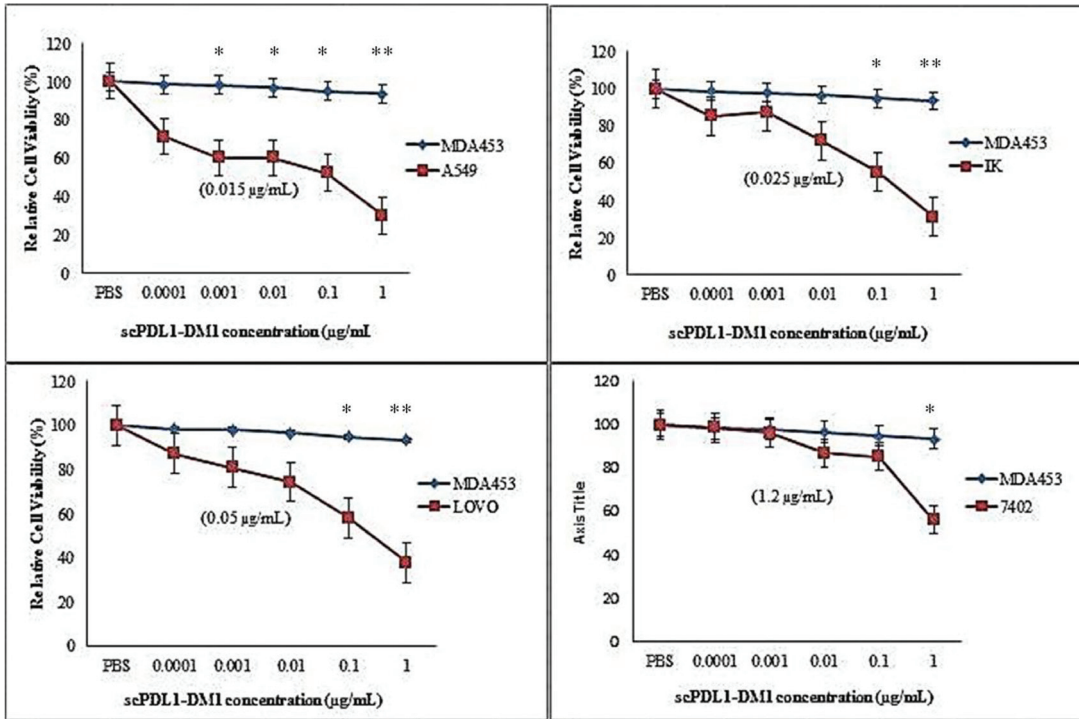 120
* * * **
100
80
60
40
20
0
Relative Cell Viablity (%)
MDA453
A549
(0.015 µg/mL)
PBS 0.0001 0.001 0.01 0.1 1
scPDL1-DM1 concentration (µg/mL
120
* **
100
80
60
40
20
0
Relative Cell Viability (%)
MDA453
IK
(0.025 µg/mL)
PBS 0.0001 0.001 0.01 0.1 1
scPDL1-DM1 concentration (µg/mL)
120
* **
100
80
60
40
20
0
Relative Cell Viability (%)
MDA453
LOVO
(0.05 µg/mL)
PBS 0.0001 0.001 0.01 0.1 1
scPDL1-DM1 concentration (µg/mL)
120
*
100
80
60
40
20
0
Axis Title
MDA453
7402
(1.2 µg/mL)
PBS 0.0001 0.001 0.01 0.1 1
scPDL1-DM1 concentration (µg/mL)